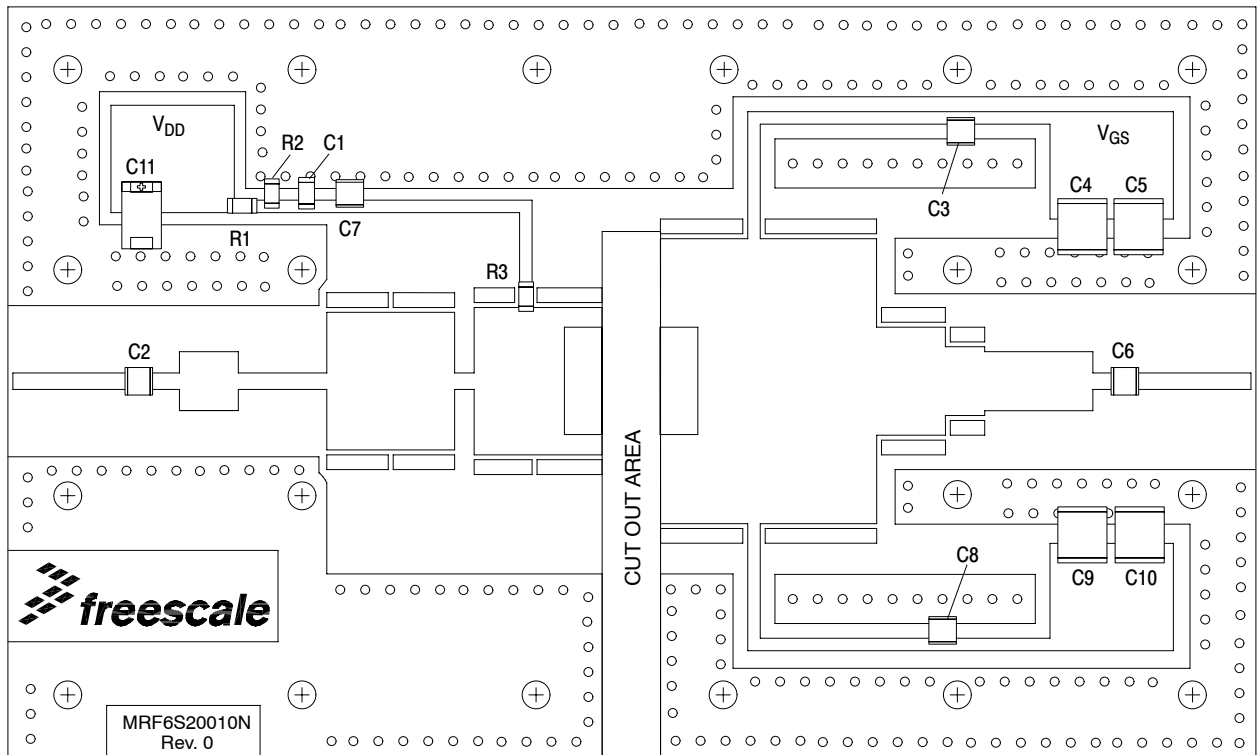 VDD
VGS
R2
C1
C11
C4
C5
C3
R1
C7
R3
C2
C6
CUT OUT AREA
C8
C9
C10
freescale
MRF6S20010N
Rev. 0